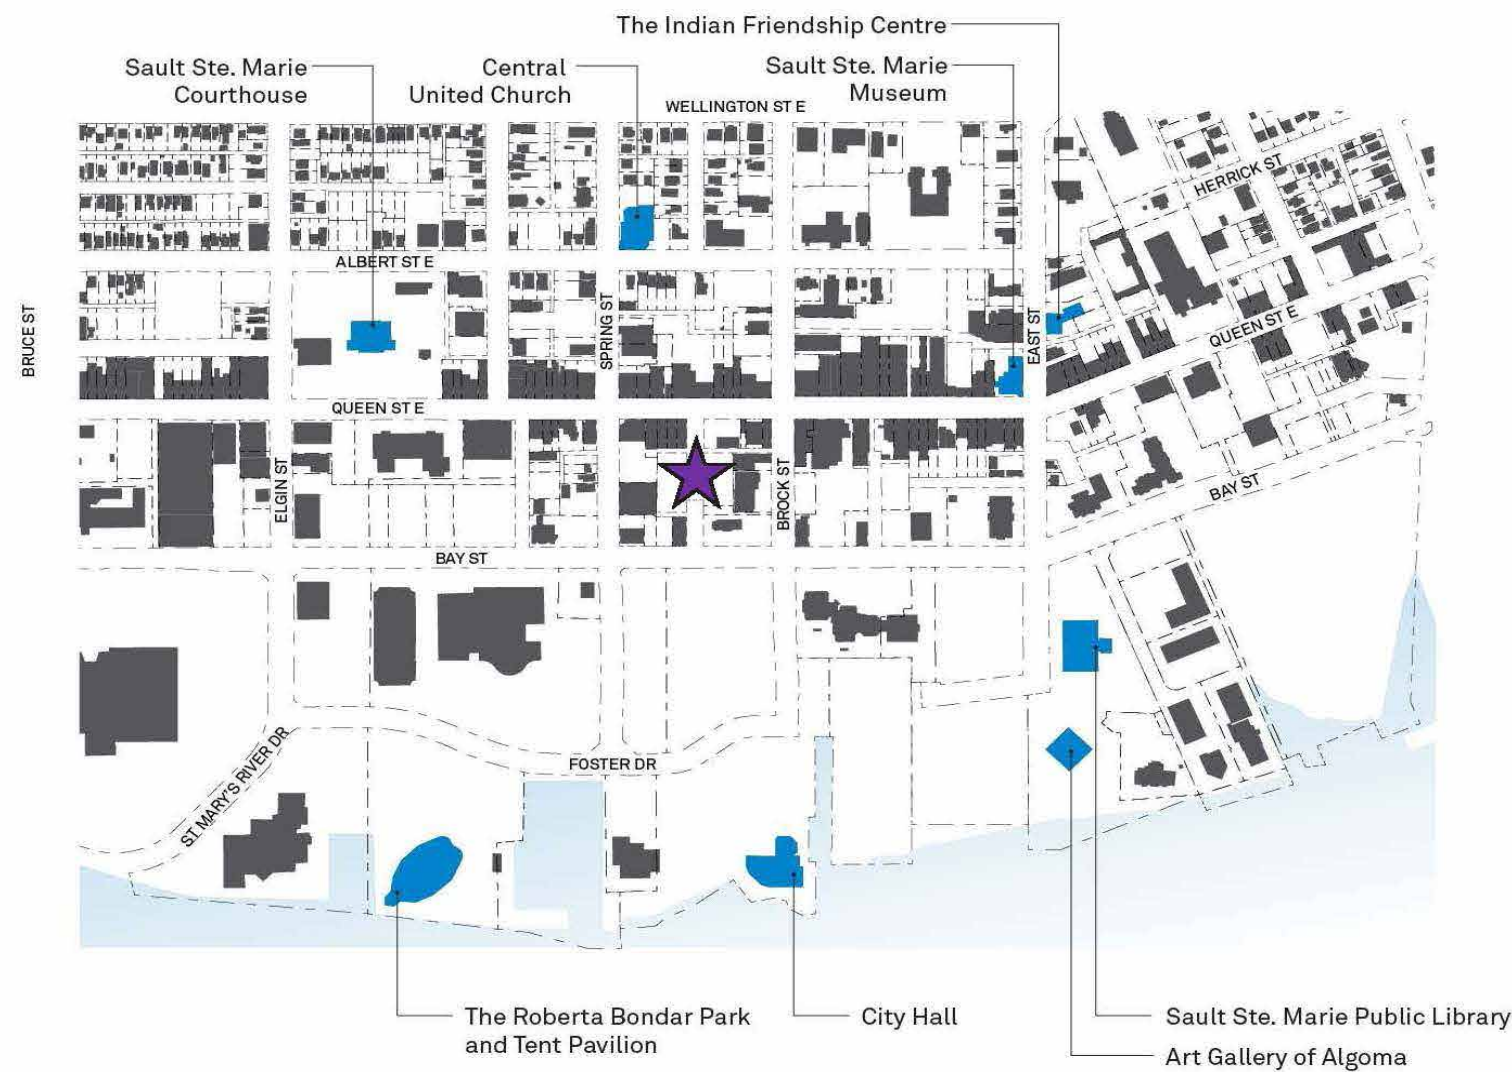 The Indian Friendship Centre
Sault Ste. Marie
Courthouse
Central
United Church
Sault Ste. Marie
Museum
WELLINGTON ST E
HERRICK ST
ALBERT ST E
BRUCE ST
SPRING ST
EAST ST
QUEEN ST E
QUEEN ST E
ELGIN ST
BROCK ST
BAY ST
BAY ST
ST MARY'S RIVER DR
FOSTER DR
The Roberta Bondar Park
and Tent Pavilion
City Hall
Sault Ste. Marie Public Library
Art Gallery of Algoma